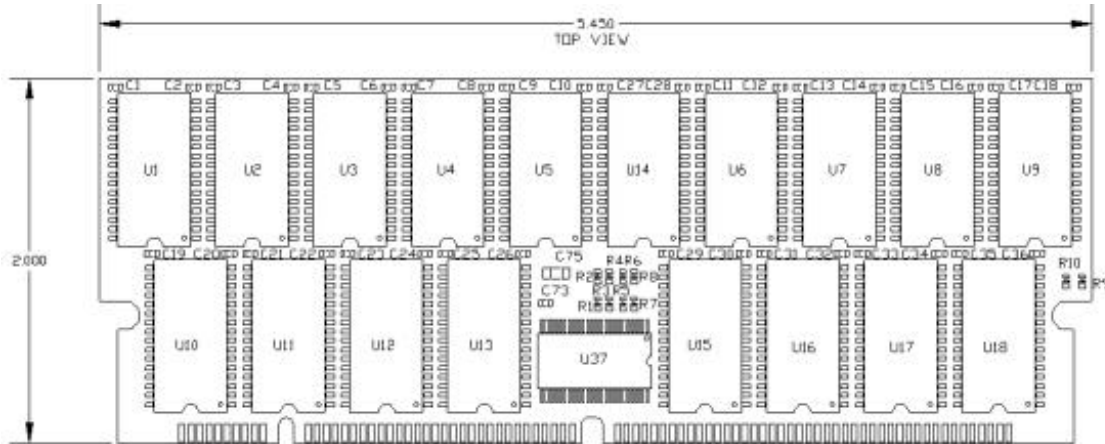 5.450
TOP VIEW
C1 C2 C3 C4 C5 C6 C7 C8 C9 C10 C27 C28 C11 C12 C13 C14 C15 C16 C17 C18
U1 U2 U3 U4 U5 U14 U6 U7 U8 U9
2.000
C19 C20 C21 C22 C23 C24 C25 C26 C75 C29 C30 C31 C32 C33 C34 C35 C36
R4 R6 R10
R2 R8
C73 R3 R5
R1 R7
U10 U11 U12 U13 U37 U15 U16 U17 U18